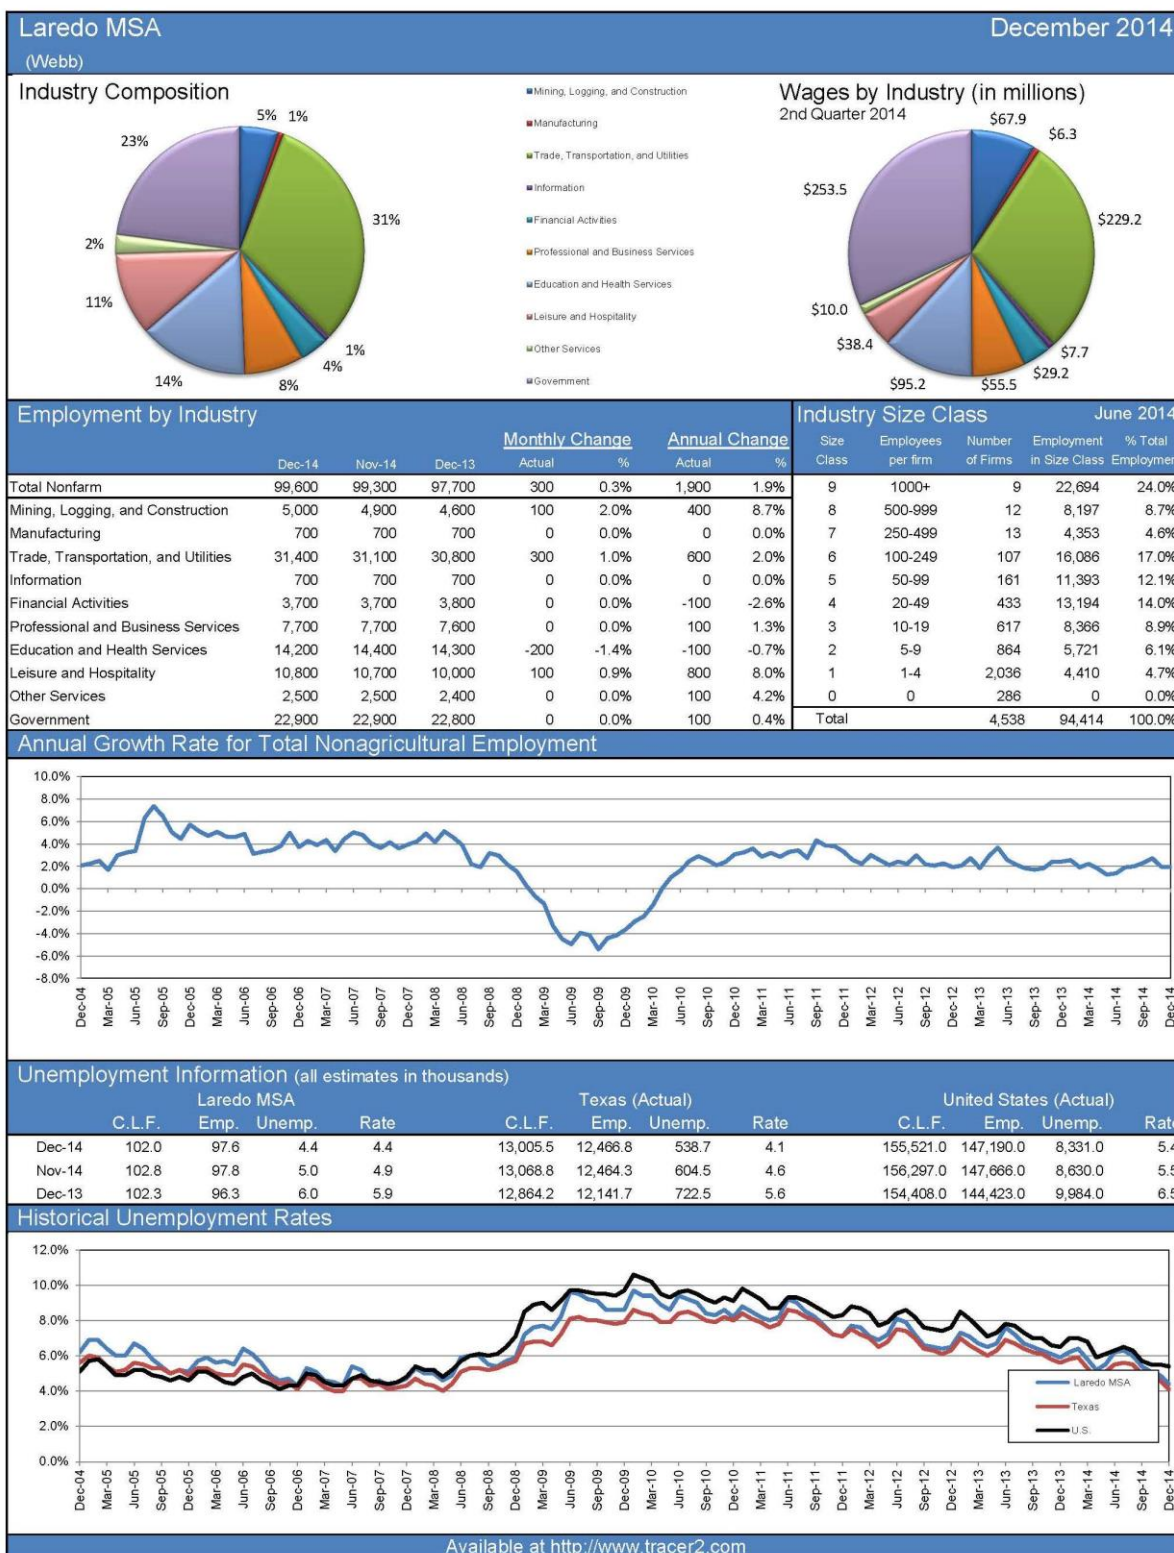 Laredo MSA December 2014
(Webb)
Industry Composition
5% 1%
23%
31%
2%
11%
1%
4%
14% 8%
Mining, Logging, and Construction
Manufacturing
Trade, Transportation, and Utilities
Information
Financial Activities
Professional and Business Services
Education and Health Services
Leisure and Hospitality
Other Services
Government
Wages by Industry (in millions)
2nd Quarter 2014
$67.9
$6.3
$253.5
$229.2
$10.0
$7.7
$38.4
$29.2
$95.2 $55.5
Employment by Industry
Monthly Change Annual Change
Dec-14 Nov-14 Dec-13 Actual % Actual %
Total Nonfarm 99,600 99,300 97,700 300 0.3% 1,900 1.9%
Mining, Logging, and Construction 5,000 4,900 4,600 100 2.0% 400 8.7%
Manufacturing 700 700 700 0 0.0% 0 0.0%
Trade, Transportation, and Utilities 31,400 31,100 30,800 300 1.0% 600 2.0%
Information 700 700 700 0 0.0% 0 0.0%
Financial Activities 3,700 3,700 3,800 0 0.0% -100 -2.6%
Professional and Business Services 7,700 7,700 7,600 0 0.0% 100 1.3%
Education and Health Services 14,200 14,400 14,300 -200 -1.4% -100 -0.7%
Leisure and Hospitality 10,800 10,700 10,000 100 0.9% 800 8.0%
Other Services 2,500 2,500 2,400 0 0.0% 100 4.2%
Government 22,900 22,900 22,800 0 0.0% 100 0.4%
Industry Size Class June 2014
Size Employees Number Employment % Total
Class per firm of Firms in Size Class Employmen
9 1000+ 9 22,694 24.0%
8 500-999 12 8,197 8.7%
7 250-499 13 4,353 4.6%
6 100-249 107 16,086 17.0%
5 50-99 161 11,393 12.1%
4 20-49 433 13,194 14.0%
3 10-19 617 8,366 8.9%
2 5-9 864 5,721 6.1%
1 1-4 2,036 4,410 4.7%
0 0 286 0 0.0%
Total 4,538 94,414 100.0%
Annual Growth Rate for Total Nonagricultural Employment
10.0%
8.0%
6.0%
4.0%
2.0%
0.0%
-2.0%
-4.0%
-6.0%
-8.0%
Dec-04 Mar-05 Jun-05 Sep-05 Dec-05 Mar-06 Jun-06 Sep-06 Dec-06 Mar-07 Jun-07 Sep-07 Dec-07 Mar-08 Jun-08 Sep-08 Dec-08 Mar-09 Jun-09 Sep-09 Dec-09 Mar-10 Jun-10 Sep-10 Dec-10 Mar-11 Jun-11 Sep-11 Dec-11 Mar-12 Jun-12 Sep-12 Dec-12 Mar-13 Jun-13 Sep-13 Dec-13 Mar-14 Jun-14 Sep-14 Dec-14
Unemployment Information (all estimates in thousands)
Laredo MSA Texas (Actual) United States (Actual)
C.L.F. Emp. Unemp. Rate C.L.F. Emp. Unemp. Rate C.L.F. Emp. Unemp. Rate
Dec-14 102.0 97.6 4.4 4.4 13,005.5 12,466.8 538.7 4.1 155,521.0 147,190.0 8,331.0 5.4
Nov-14 102.8 97.8 5.0 4.9 13,068.8 12,464.3 604.5 4.6 156,297.0 147,666.0 8,630.0 5.5
Dec-13 102.3 96.3 6.0 5.9 12,864.2 12,141.7 722.5 5.6 154,408.0 144,423.0 9,984.0 6.5
Historical Unemployment Rates
12.0%
10.0%
8.0%
6.0%
4.0%
2.0%
0.0%
Laredo MSA
Texas
U.S.
Dec-04 Mar-05 Jun-05 Sep-05 Dec-05 Mar-06 Jun-06 Sep-06 Dec-06 Mar-07 Jun-07 Sep-07 Dec-07 Mar-08 Jun-08 Sep-08 Dec-08 Mar-09 Jun-09 Sep-09 Dec-09 Mar-10 Jun-10 Sep-10 Dec-10 Mar-11 Jun-11 Sep-11 Dec-11 Mar-12 Jun-12 Sep-12 Dec-12 Mar-13 Jun-13 Sep-13 Dec-13 Mar-14 Jun-14 Sep-14 Dec-14
Available at http://www.tracer2.com